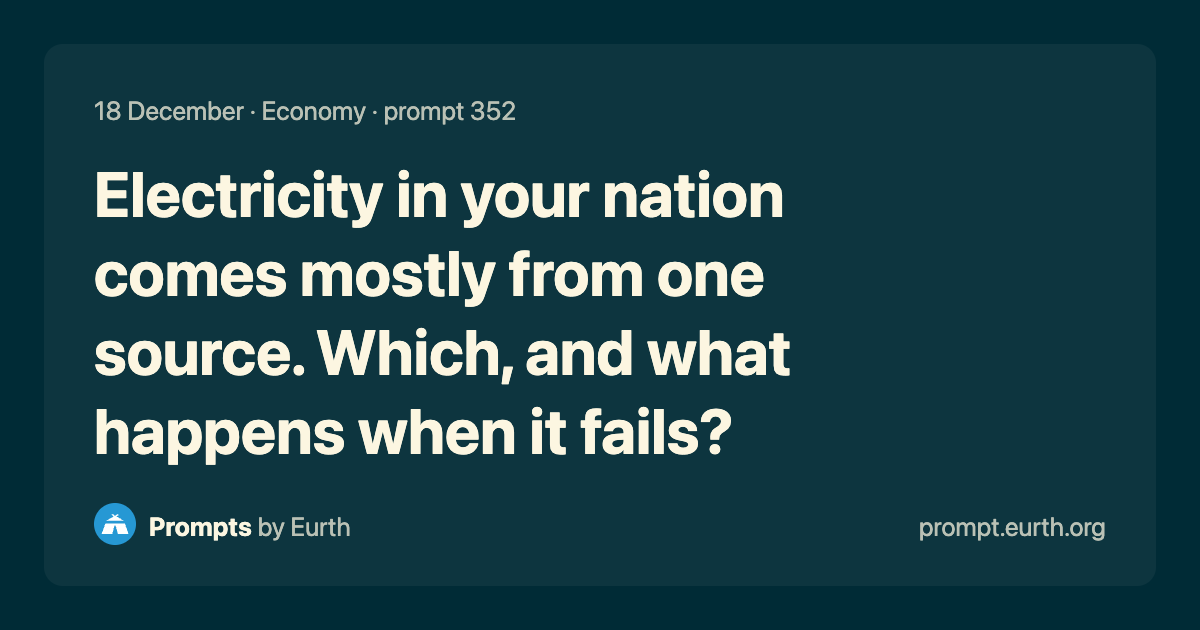 18 December · Economy · prompt 352
Electricity in your nation
comes mostly from one
source. Which, and what
happens when it fails?
Prompts by Eurth
prompt.eurth.org